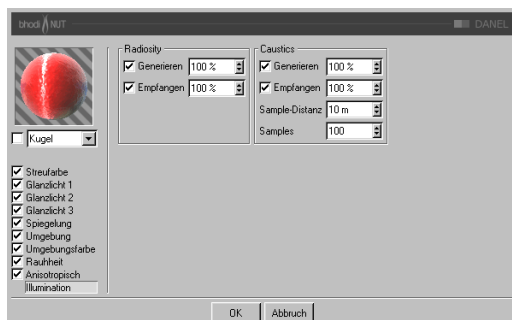 bhodi NUT DANEL
Radiosity
Generieren 100 %
Empfangen 100 %
Caustics
Generieren 100 %
Empfangen 100 %
Sample-Distanz 10 m
Samples 100
Kugel
Streufarbe
Glanzlicht 1
Glanzlicht 2
Glanzlicht 3
Spiegelung
Umgebung
Umgebungsfarbe
Rauhheit
Anisotropisch
Illumination
OK Abbruch